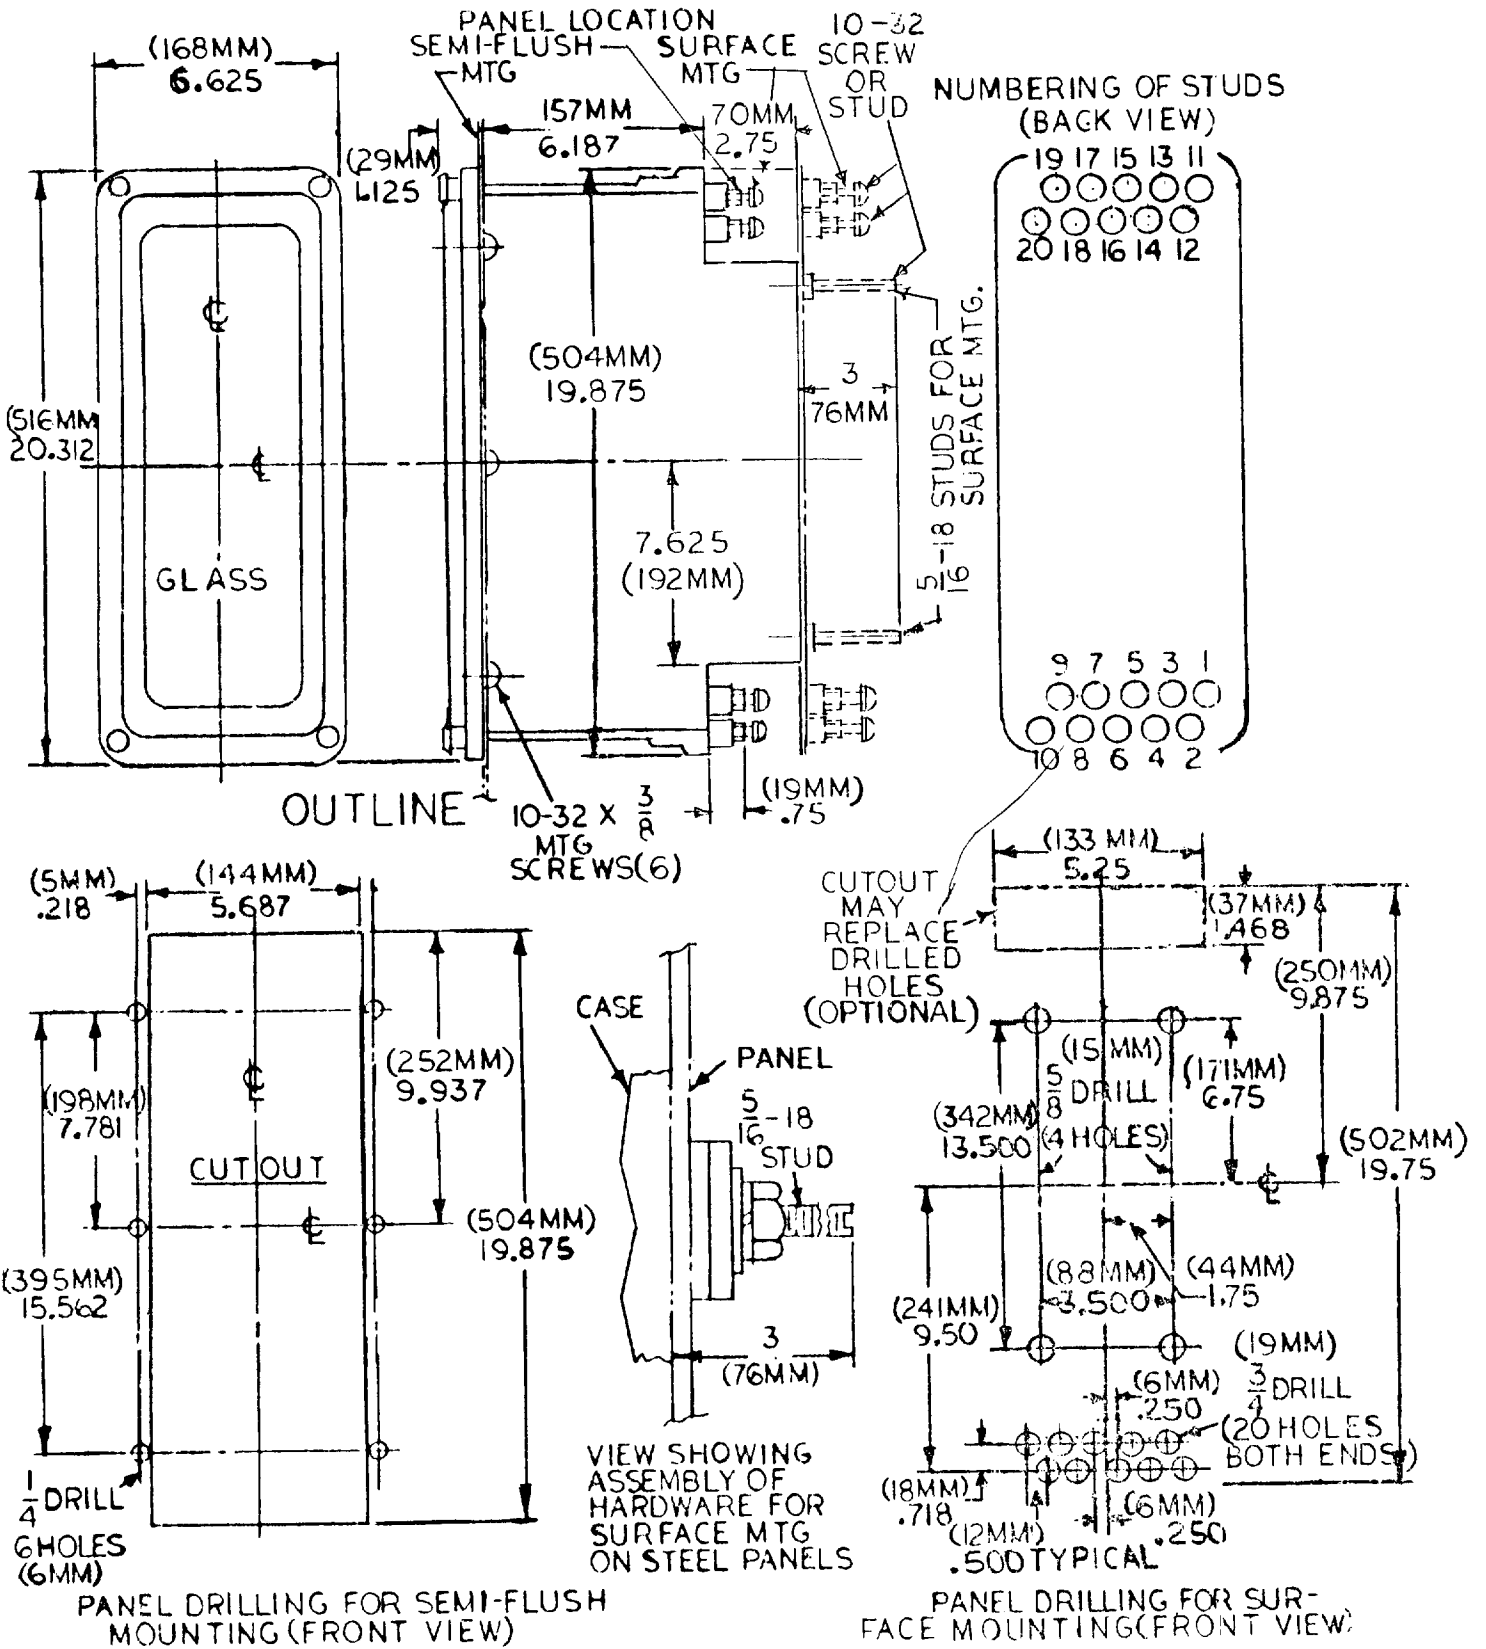 PANEL LOCATION
SEMI-FLUSH
MTG
SURFACE
MTG
10-32
SCREW
OR
STUD
(168MM)
6.625
157MM
6.187
70MM
2.75
(29MM)
1.125
(516MM
20.312
GLASS
(504MM)
19.875
7.625
(192MM)
3
76MM
5/16-18 STUDS FOR
SURFACE MTG.
(19MM)
.75
OUTLINE
10-32 X 3/8
MTG
SCREWS(6)
NUMBERING OF STUDS
(BACK VIEW)
19 17 15 13 11
20 18 16 14 12
9 7 5 3 1
10 8 6 4 2
(5MM)
.218
(144MM)
5.687
(198MM)
7.781
(252MM)
9.937
CUTOUT
(504MM)
19.875
(395MM)
15.562
1/4 DRILL
6 HOLES
(6MM)
PANEL DRILLING FOR SEMI-FLUSH
MOUNTING (FRONT VIEW)
CASE
PANEL
5/16-18
STUD
3
(76MM)
VIEW SHOWING
ASSEMBLY OF
HARDWARE FOR
SURFACE MTG
ON STEEL PANELS
CUTOUT
MAY
REPLACE
DRILLED
HOLES
(OPTIONAL)
(133 MM)
5.25
(37MM)
1.468
(250MM)
9.875
(15 MM)
5/8 DRILL
(4 HOLES)
(171MM)
6.75
(342MM)
13.500
(502MM)
19.75
(88MM)
3.500
(44MM)
1.75
(241MM)
9.50
(6MM)
.250
(19MM)
3/4 DRILL
(20 HOLES
BOTH ENDS)
(18MM)
.718
(12MM)
.500 TYPICAL
(6MM)
.250
PANEL DRILLING FOR SUR-
FACE MOUNTING(FRONT VIEW)